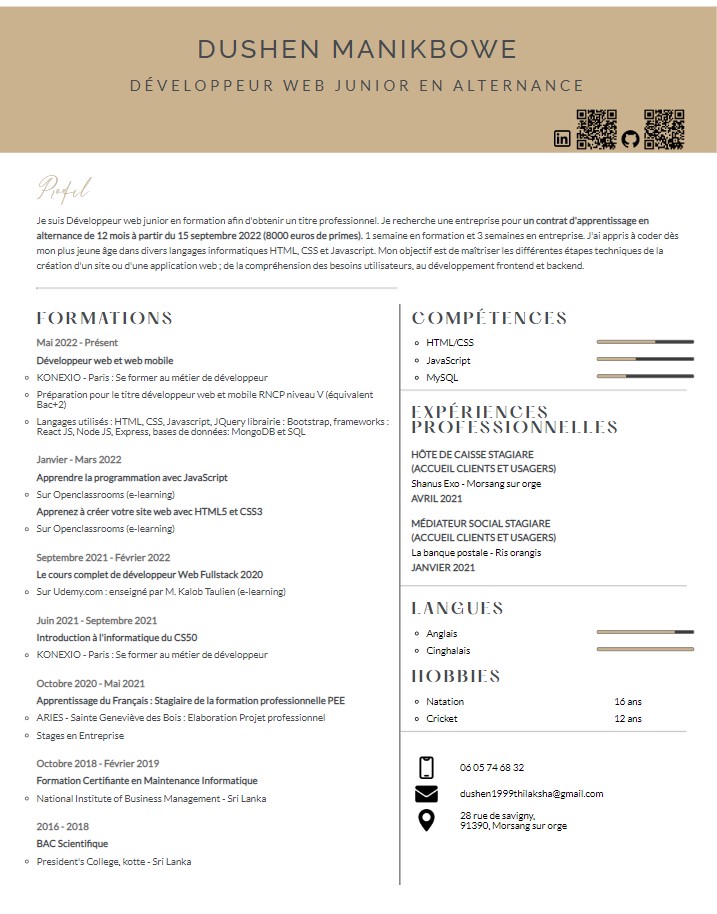 DUSHEN MANIKBOWE
DÉVELOPPEUR WEB JUNIOR EN ALTERNANCE
Profil
Je suis Développeur web junior en formation afin d'obtenir un titre professionnel. Je recherche une entreprise pour un contrat d'apprentissage en
alternance de 12 mois à partir du 15 septembre 2022 (8000 euros de primes). 1 semaine en formation et 3 semaines en entreprise. J'ai appris à coder dès
mon plus jeune âge dans divers langages informatiques HTML, CSS et Javascript. Mon objectif est de maîtriser les différentes étapes techniques de la
création d'un site ou d'une application web ; de la compréhension des besoins utilisateurs, au développement frontend et backend.
FORMATIONS
Mai 2022 - Présent
Développeur web et web mobile
KONEXIO - Paris : Se former au métier de développeur
Préparation pour le titre développeur web et mobile RNCP niveau V (équivalent
Bac+2)
Langages utilisés : HTML, CSS, Javascript, JQuery librairie : Bootstrap, frameworks :
React JS, Node JS, Express, bases de données: MongoDB et SQL
Janvier - Mars 2022
Apprendre la programmation avec JavaScript
Sur Openclassrooms (e-learning)
Apprenez à créer votre site web avec HTML5 et CSS3
Sur Openclassrooms (e-learning)
Septembre 2021 - Février 2022
Le cours complet de développeur Web Fullstack 2020
Sur Udemy.com : enseigné par M. Kalob Taulien (e-learning)
Juin 2021 - Septembre 2021
Introduction à l'informatique du CS50
KONEXIO - Paris : Se former au métier de développeur
Octobre 2020 - Mai 2021
Apprentissage du Français : Stagiaire de la formation professionnelle PEE
ARIES - Sainte Geneviève des Bois : Elaboration Projet professionnel
Stages en Entreprise
Octobre 2018 - Février 2019
Formation Certifiante en Maintenance Informatique
National Institute of Business Management - Sri Lanka
2016 - 2018
BAC Scientifique
President's College, kotte - Sri Lanka
COMPÉTENCES
HTML/CSS
JavaScript
MySQL
EXPÉRIENCES
PROFESSIONNELLES
HÔTE DE CAISSE STAGIARE
(ACCUEIL CLIENTS ET USAGERS)
Shanus Exo - Morsang sur orge
AVRIL 2021
MÉDIATEUR SOCIAL STAGIARE
(ACCUEIL CLIENTS ET USAGERS)
La banque postale - Ris orangis
JANVIER 2021
LANGUES
Anglais
Cinghalais
HOBBIES
Natation 16 ans
Cricket 12 ans
06 05 74 68 32
dushen1999thilaksha@gmail.com
28 rue de savigny,
91390, Morsang sur orge